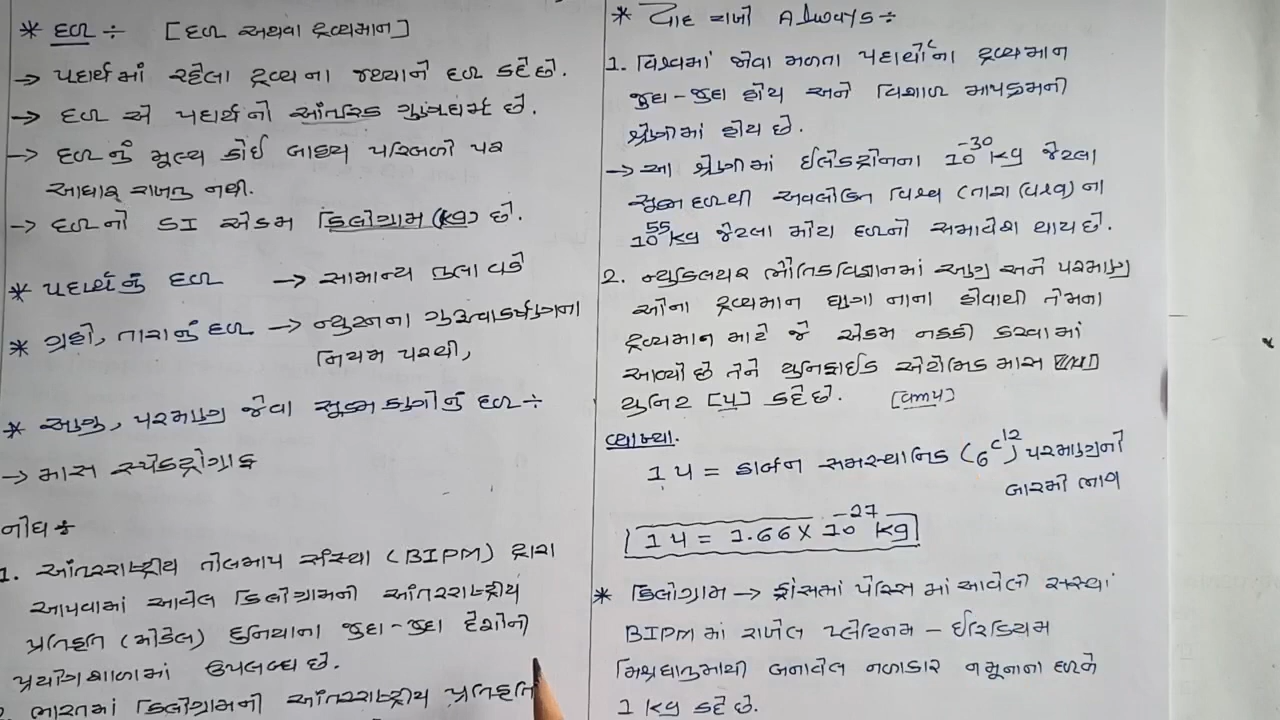 * દળ ÷ [દળ અથવા દ્રવ્યમાન]
→ પદાર્થમાં રહેલા દ્રવ્યના જથ્થાને દળ કહે છે.
→ દળ એ પદાર્થનો આંતરિક ગુણધર્મ છે.
→ દળનું મૂલ્ય કોઈ બાહ્ય પરિબળો પર
આધાર રાખતુ નથી.
→ દળનો SI એકમ કિલોગ્રામ (kg) છે.
* પદાર્થનું દળ → સામાન્ય તુલા વડે
* ગ્રહો, તારાનું દળ → ન્યુટનના ગુરુત્વાકર્ષણના
નિયમ પરથી,
* અણુ, પરમાણુ જેવા સૂક્ષ્મ કણોનું દળ ÷
→ માસ સ્પેકટ્રોગ્રાફ
નોંધ ÷
1. આંતરરાષ્ટ્રીય તોલમાપ સંસ્થા (BIPM) દ્વારા
આપવામાં આવેલ કિલોગ્રામની આંતરરાષ્ટ્રીય
પ્રતિકૃતિ (મોડેલ) દુનિયાના જુદા-જુદા દેશોની
પ્રયોગશાળામાં ઉપલબ્ધ છે.
ભારતમાં કિલોગ્રામની આંતરરાષ્ટ્રીય પ્રતિકૃતિ
* યાદ રાખો Always ÷
1. વિશ્વમાં જોવા મળતા પદાર્થોના દ્રવ્યમાન
જુદા-જુદા હોય અને વિશાળ માપક્રમની
શ્રેણીમાં હોય છે.
→ આ શ્રેણીમાં ઈલેકટ્રોનના 10⁻³⁰ kg જેટલા
સૂક્ષ્મ દળથી અવલોકિત વિશ્વ (તારા વિશ્વ) ના
10⁵⁵ kg જેટલા મોટા દળનો સમાવેશ થાય છે.
2. ન્યુકિલયર ભૌતિકવિજ્ઞાનમાં અણુ અને પરમાણુ
ઓના દ્રવ્યમાન ઘણા નાના હોવાથી તેમના
દ્રવ્યમાન માટે જે એકમ નકકી કરવામાં
આવ્યો છે તેને યુનિફાઈડ એટોમિક માસ
યુનિટ [u] કહે છે. [amu]
વ્યાખ્યા.
1 u = કાર્બન સમસ્થાનિક (₆C¹²) પરમાણુનો
બારમો ભાગ
1 u = 1.66 × 10⁻²⁷ kg
* કિલોગ્રામ → ફ્રાંસમાં પેરિસ માં આવેલી સંસ્થા
BIPM માં રાખેલ પ્લેટિનમ - ઈરિડિયમ
મિશ્રધાતુમાથી બનાવેલ નળાકાર નમૂનાના દળને
1 kg કહે છે.